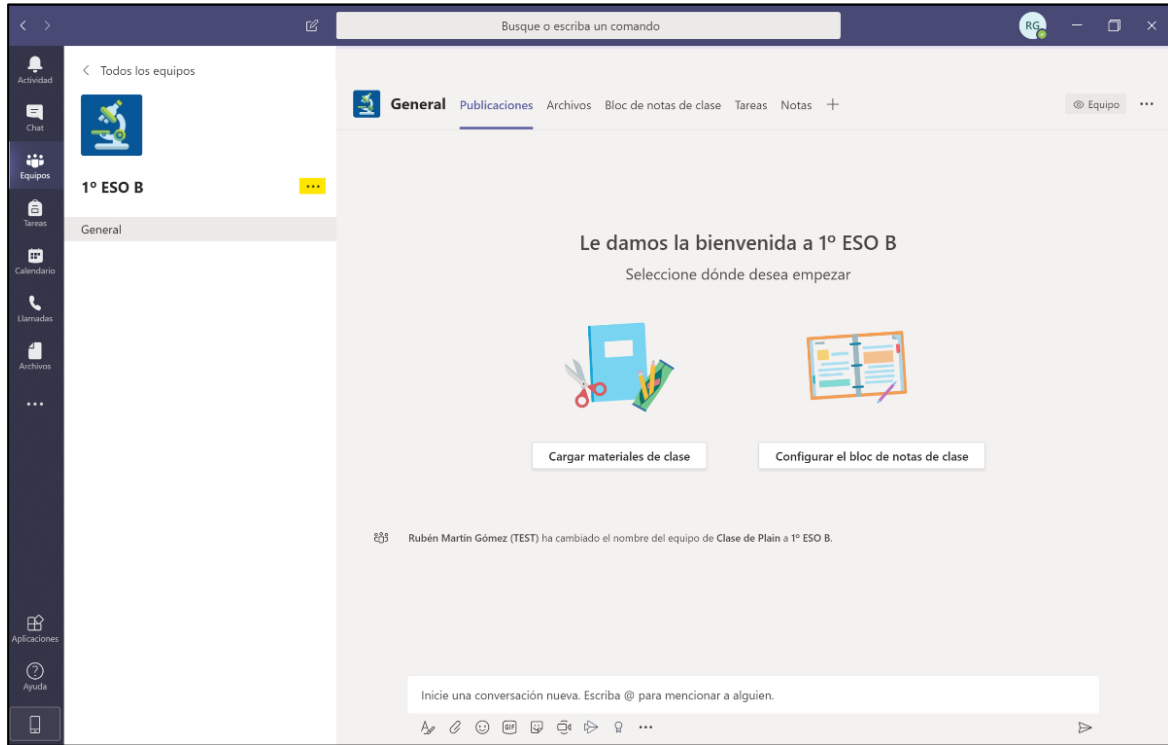 Busque o escriba un comando
RG
Actividad
Chat
Equipos
Tareas
Calendario
Llamadas
Archivos
Aplicaciones
Ayuda
Todos los equipos
1º ESO B
General
General Publicaciones Archivos Bloc de notas de clase Tareas Notas
Equipo
Le damos la bienvenida a 1º ESO B
Seleccione dónde desea empezar
Cargar materiales de clase
Configurar el bloc de notas de clase
Rubén Martín Gómez (TEST) ha cambiado el nombre del equipo de Clase de Plain a 1º ESO B.
Inicie una conversación nueva. Escriba @ para mencionar a alguien.
GIF